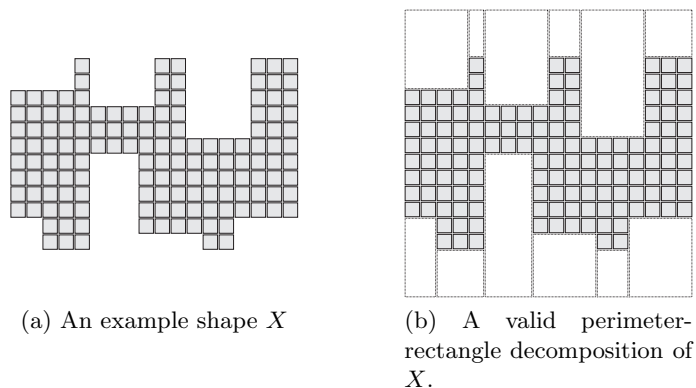 (a) An example shape X
(b) A valid perimeter-
rectangle decomposition of
X.